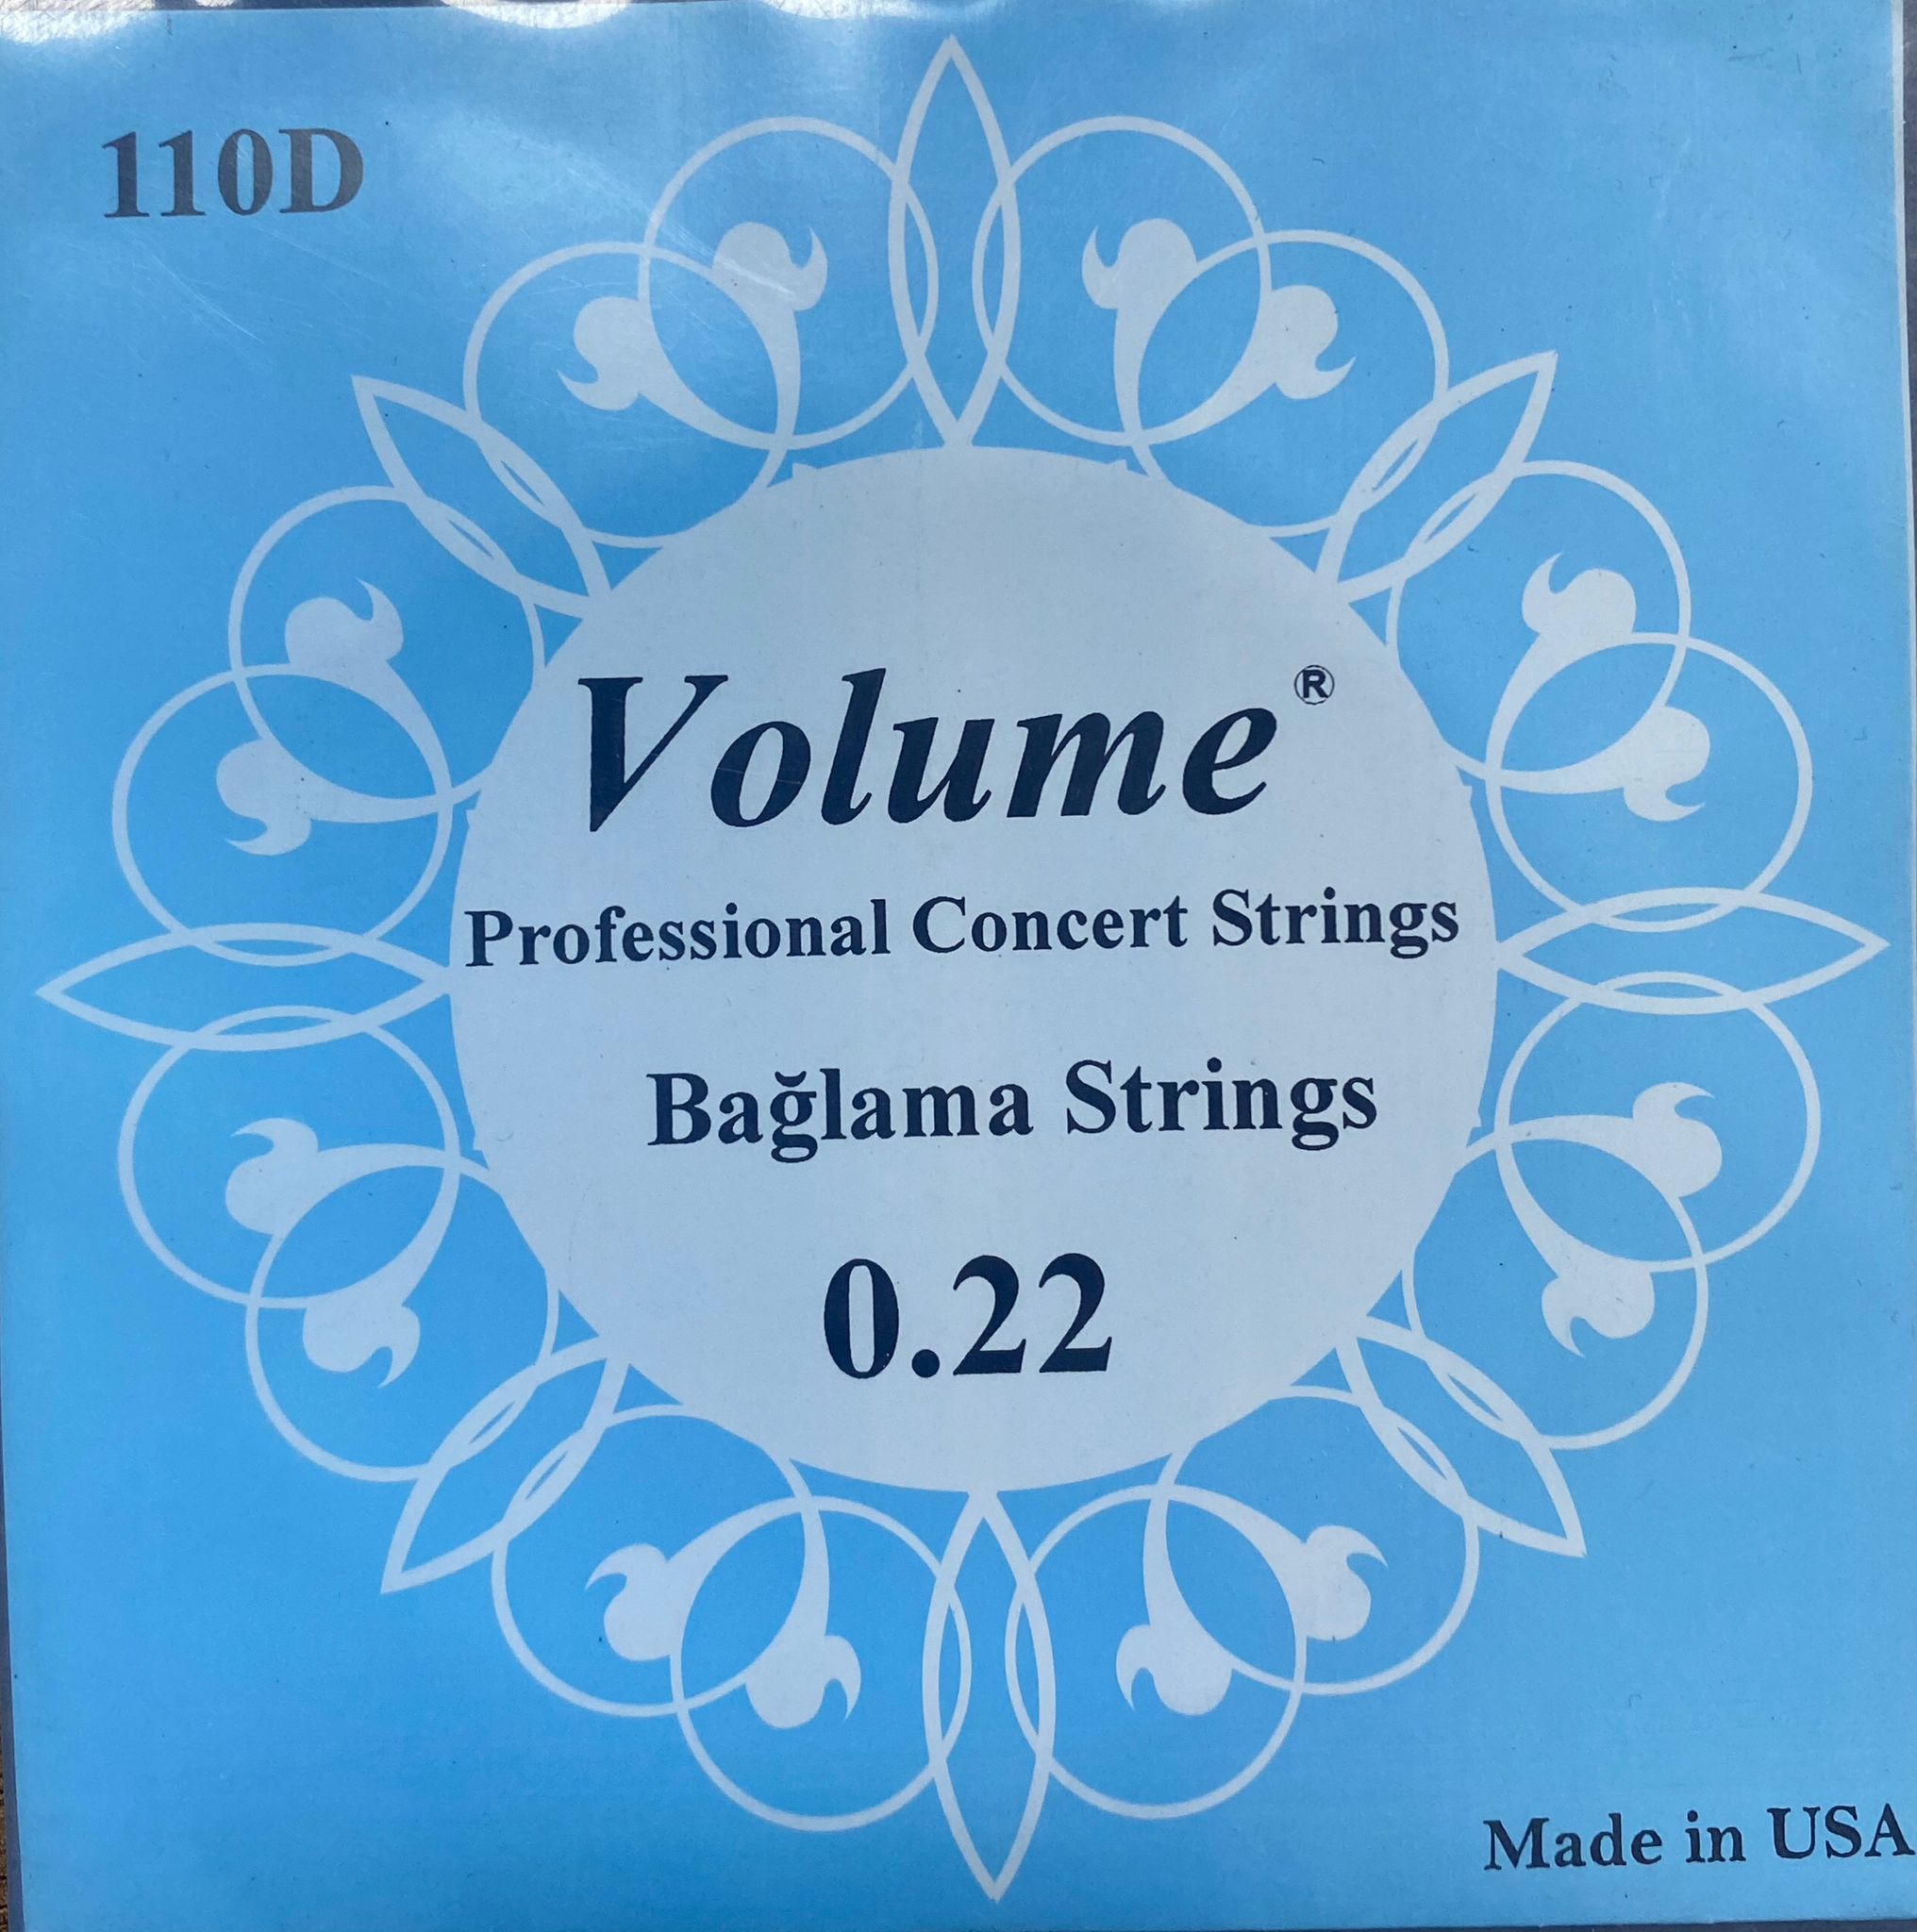 110D
Volume®
Professional Concert Strings
Bağlama Strings
0.22
Made in USA